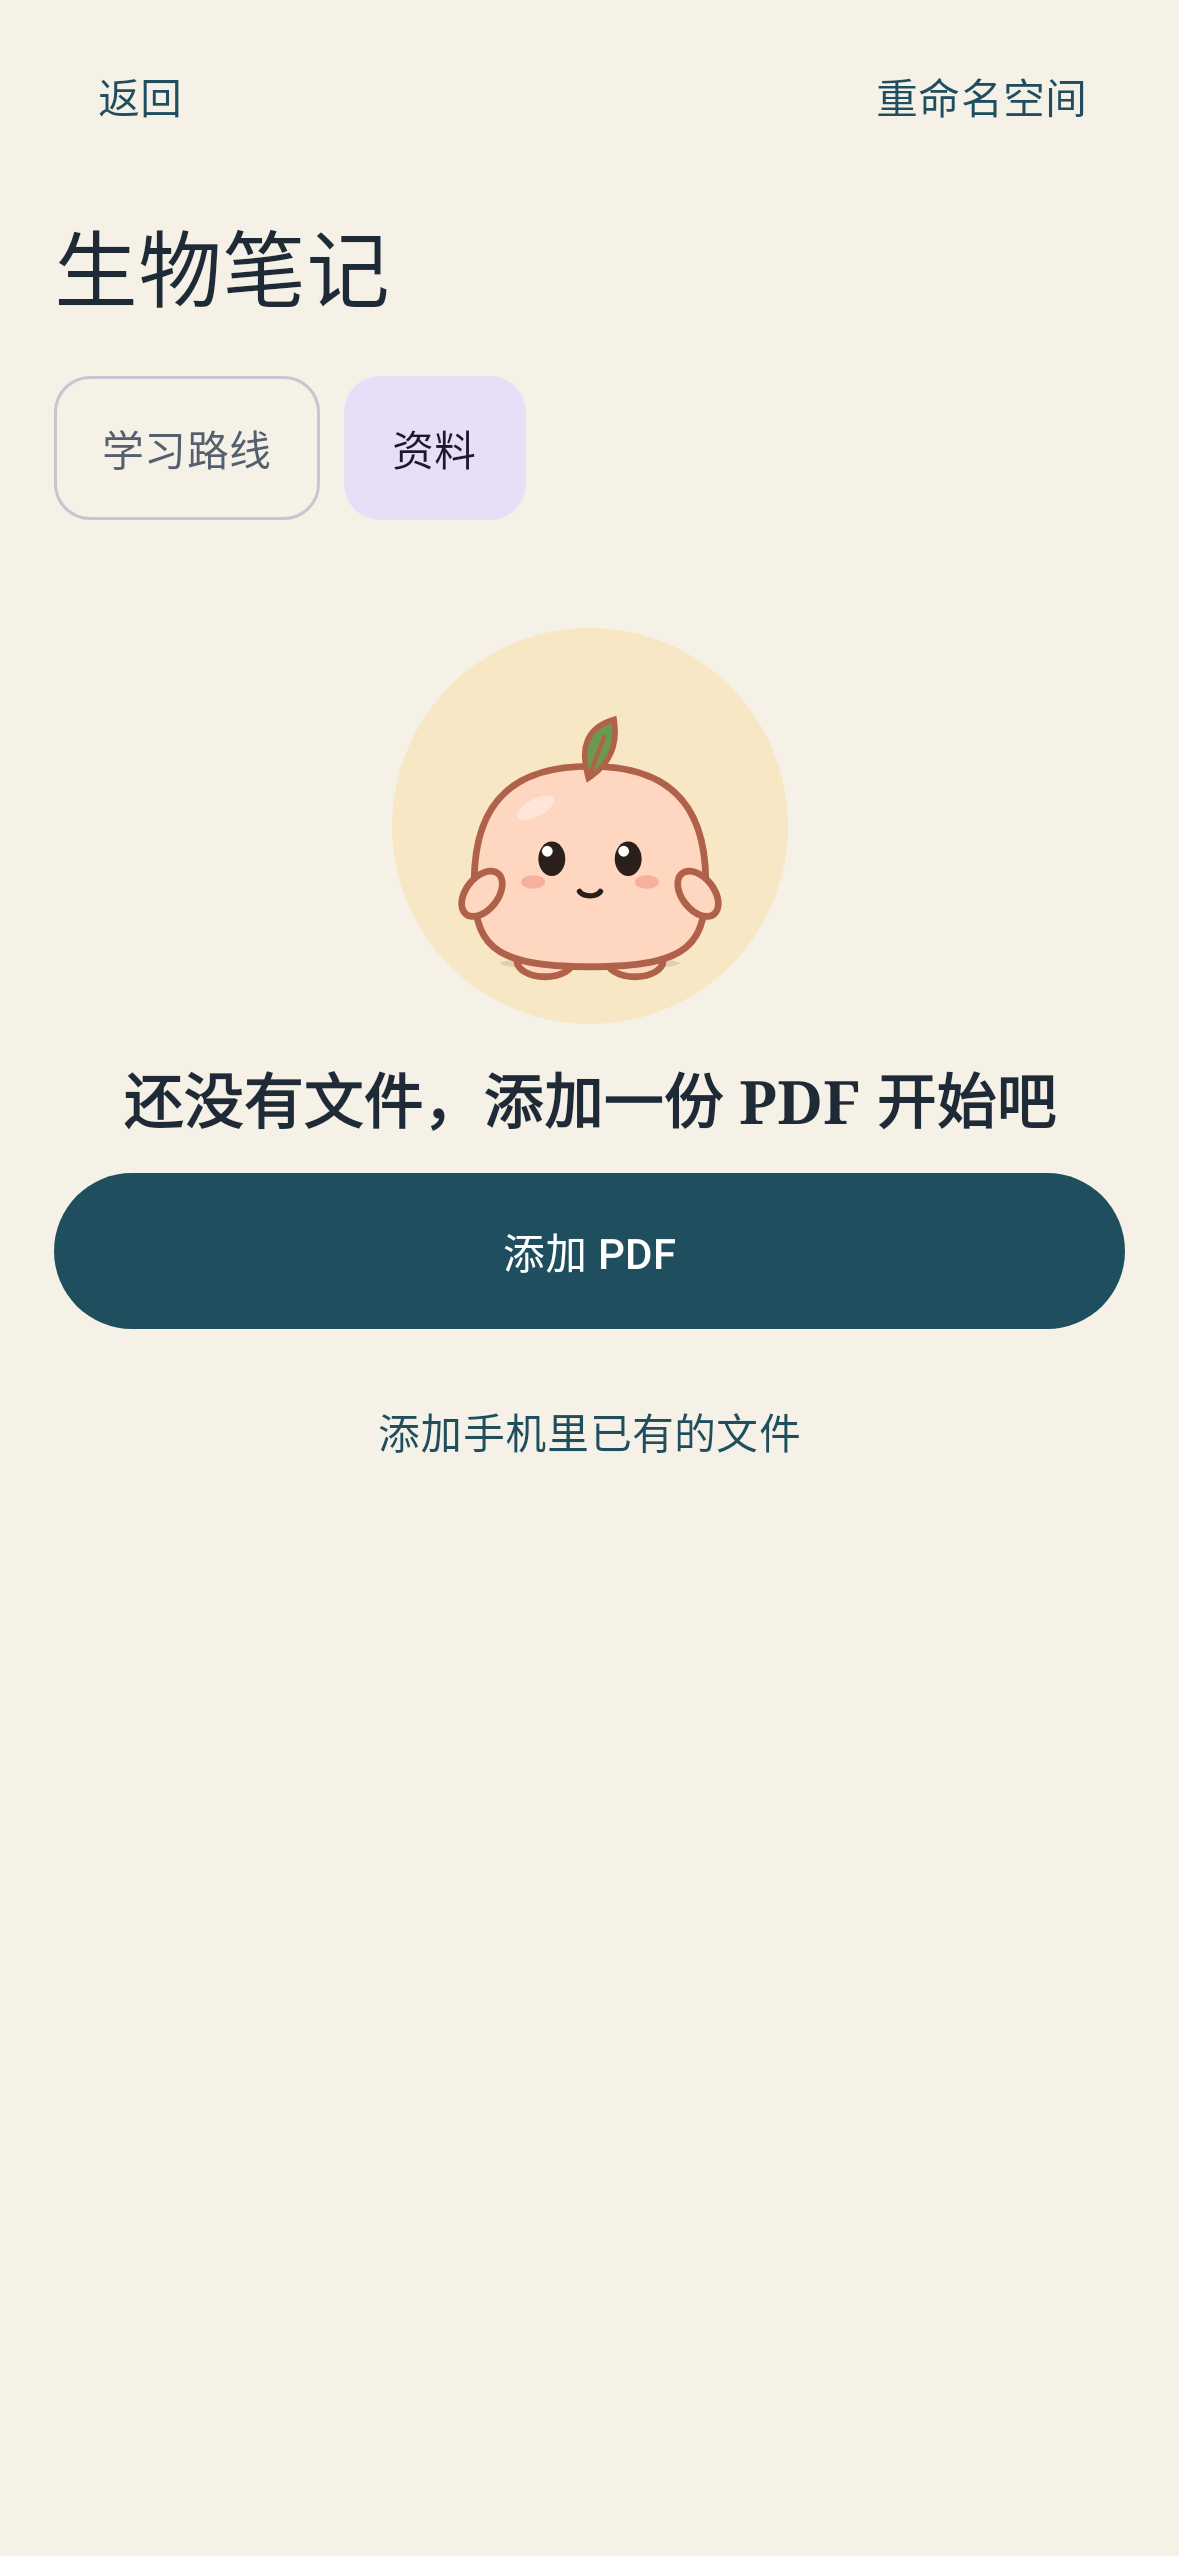 返回
重命名空间
生物笔记
学习路线
资料
还没有文件，添加一份 PDF 开始吧
添加 PDF
添加手机里已有的文件